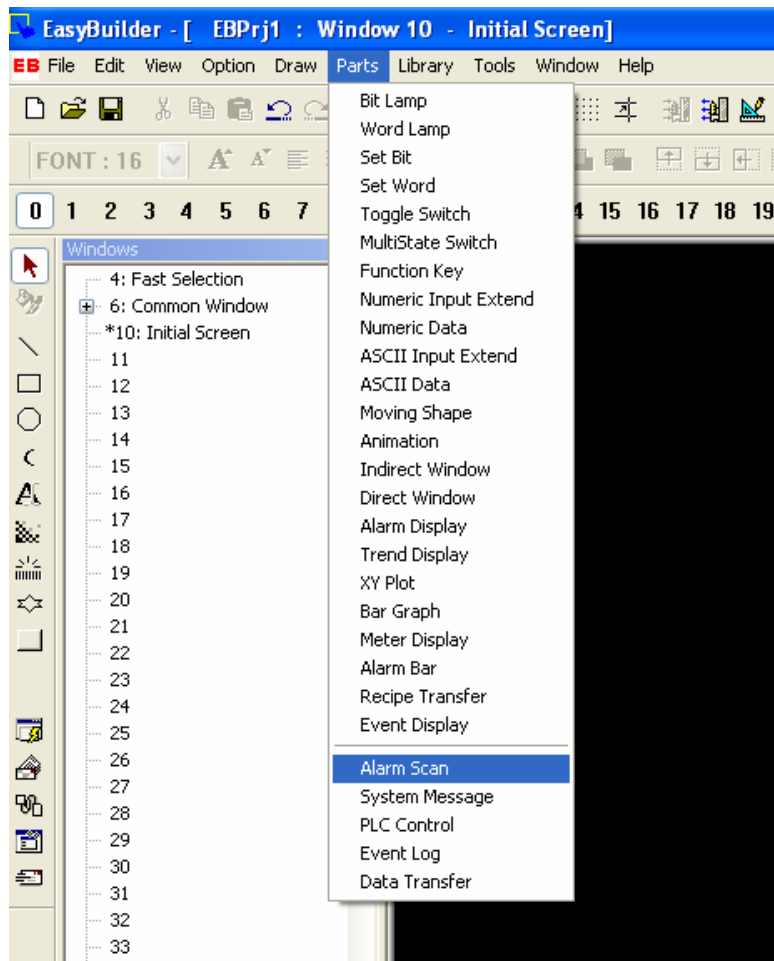 EasyBuilder - [ EBPrj1 : Window 10 - Initial Screen]
EB File Edit View Option Draw Parts Library Tools Window Help
FONT : 16 A A
0 1 2 3 4 5 6 7 4 15 16 17 18 19
Windows
4: Fast Selection
6: Common Window
*10: Initial Screen
11
12
13
14
15
16
17
18
19
20
21
22
23
24
25
26
27
28
29
30
31
32
33
Bit Lamp
Word Lamp
Set Bit
Set Word
Toggle Switch
MultiState Switch
Function Key
Numeric Input Extend
Numeric Data
ASCII Input Extend
ASCII Data
Moving Shape
Animation
Indirect Window
Direct Window
Alarm Display
Trend Display
XY Plot
Bar Graph
Meter Display
Alarm Bar
Recipe Transfer
Event Display
Alarm Scan
System Message
PLC Control
Event Log
Data Transfer